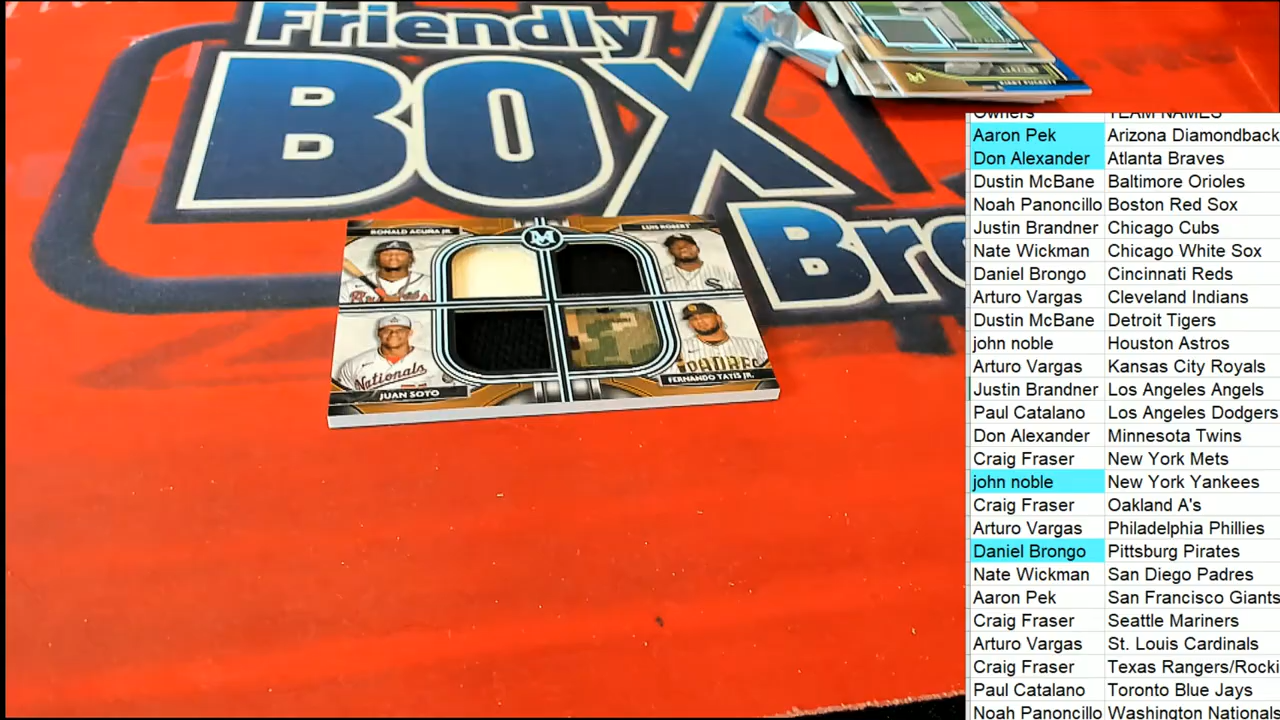 Friendly
BOX
Bro
RONALD ACUÑA JR.
LUIS ROBERT
M
Braves
S
Nationals
PADRES
JUAN SOTO
FERNANDO TATIS JR.
M
KIRBY PUCKETT
Owners TEAM NAMES
Aaron Pek Arizona Diamondback
Don Alexander Atlanta Braves
Dustin McBane Baltimore Orioles
Noah Panoncillo Boston Red Sox
Justin Brandner Chicago Cubs
Nate Wickman Chicago White Sox
Daniel Brongo Cincinnati Reds
Arturo Vargas Cleveland Indians
Dustin McBane Detroit Tigers
john noble Houston Astros
Arturo Vargas Kansas City Royals
Justin Brandner Los Angeles Angels
Paul Catalano Los Angeles Dodgers
Don Alexander Minnesota Twins
Craig Fraser New York Mets
john noble New York Yankees
Craig Fraser Oakland A's
Arturo Vargas Philadelphia Phillies
Daniel Brongo Pittsburg Pirates
Nate Wickman San Diego Padres
Aaron Pek San Francisco Giants
Craig Fraser Seattle Mariners
Arturo Vargas St. Louis Cardinals
Craig Fraser Texas Rangers/Rocki
Paul Catalano Toronto Blue Jays
Noah Panoncillo Washington Nationals